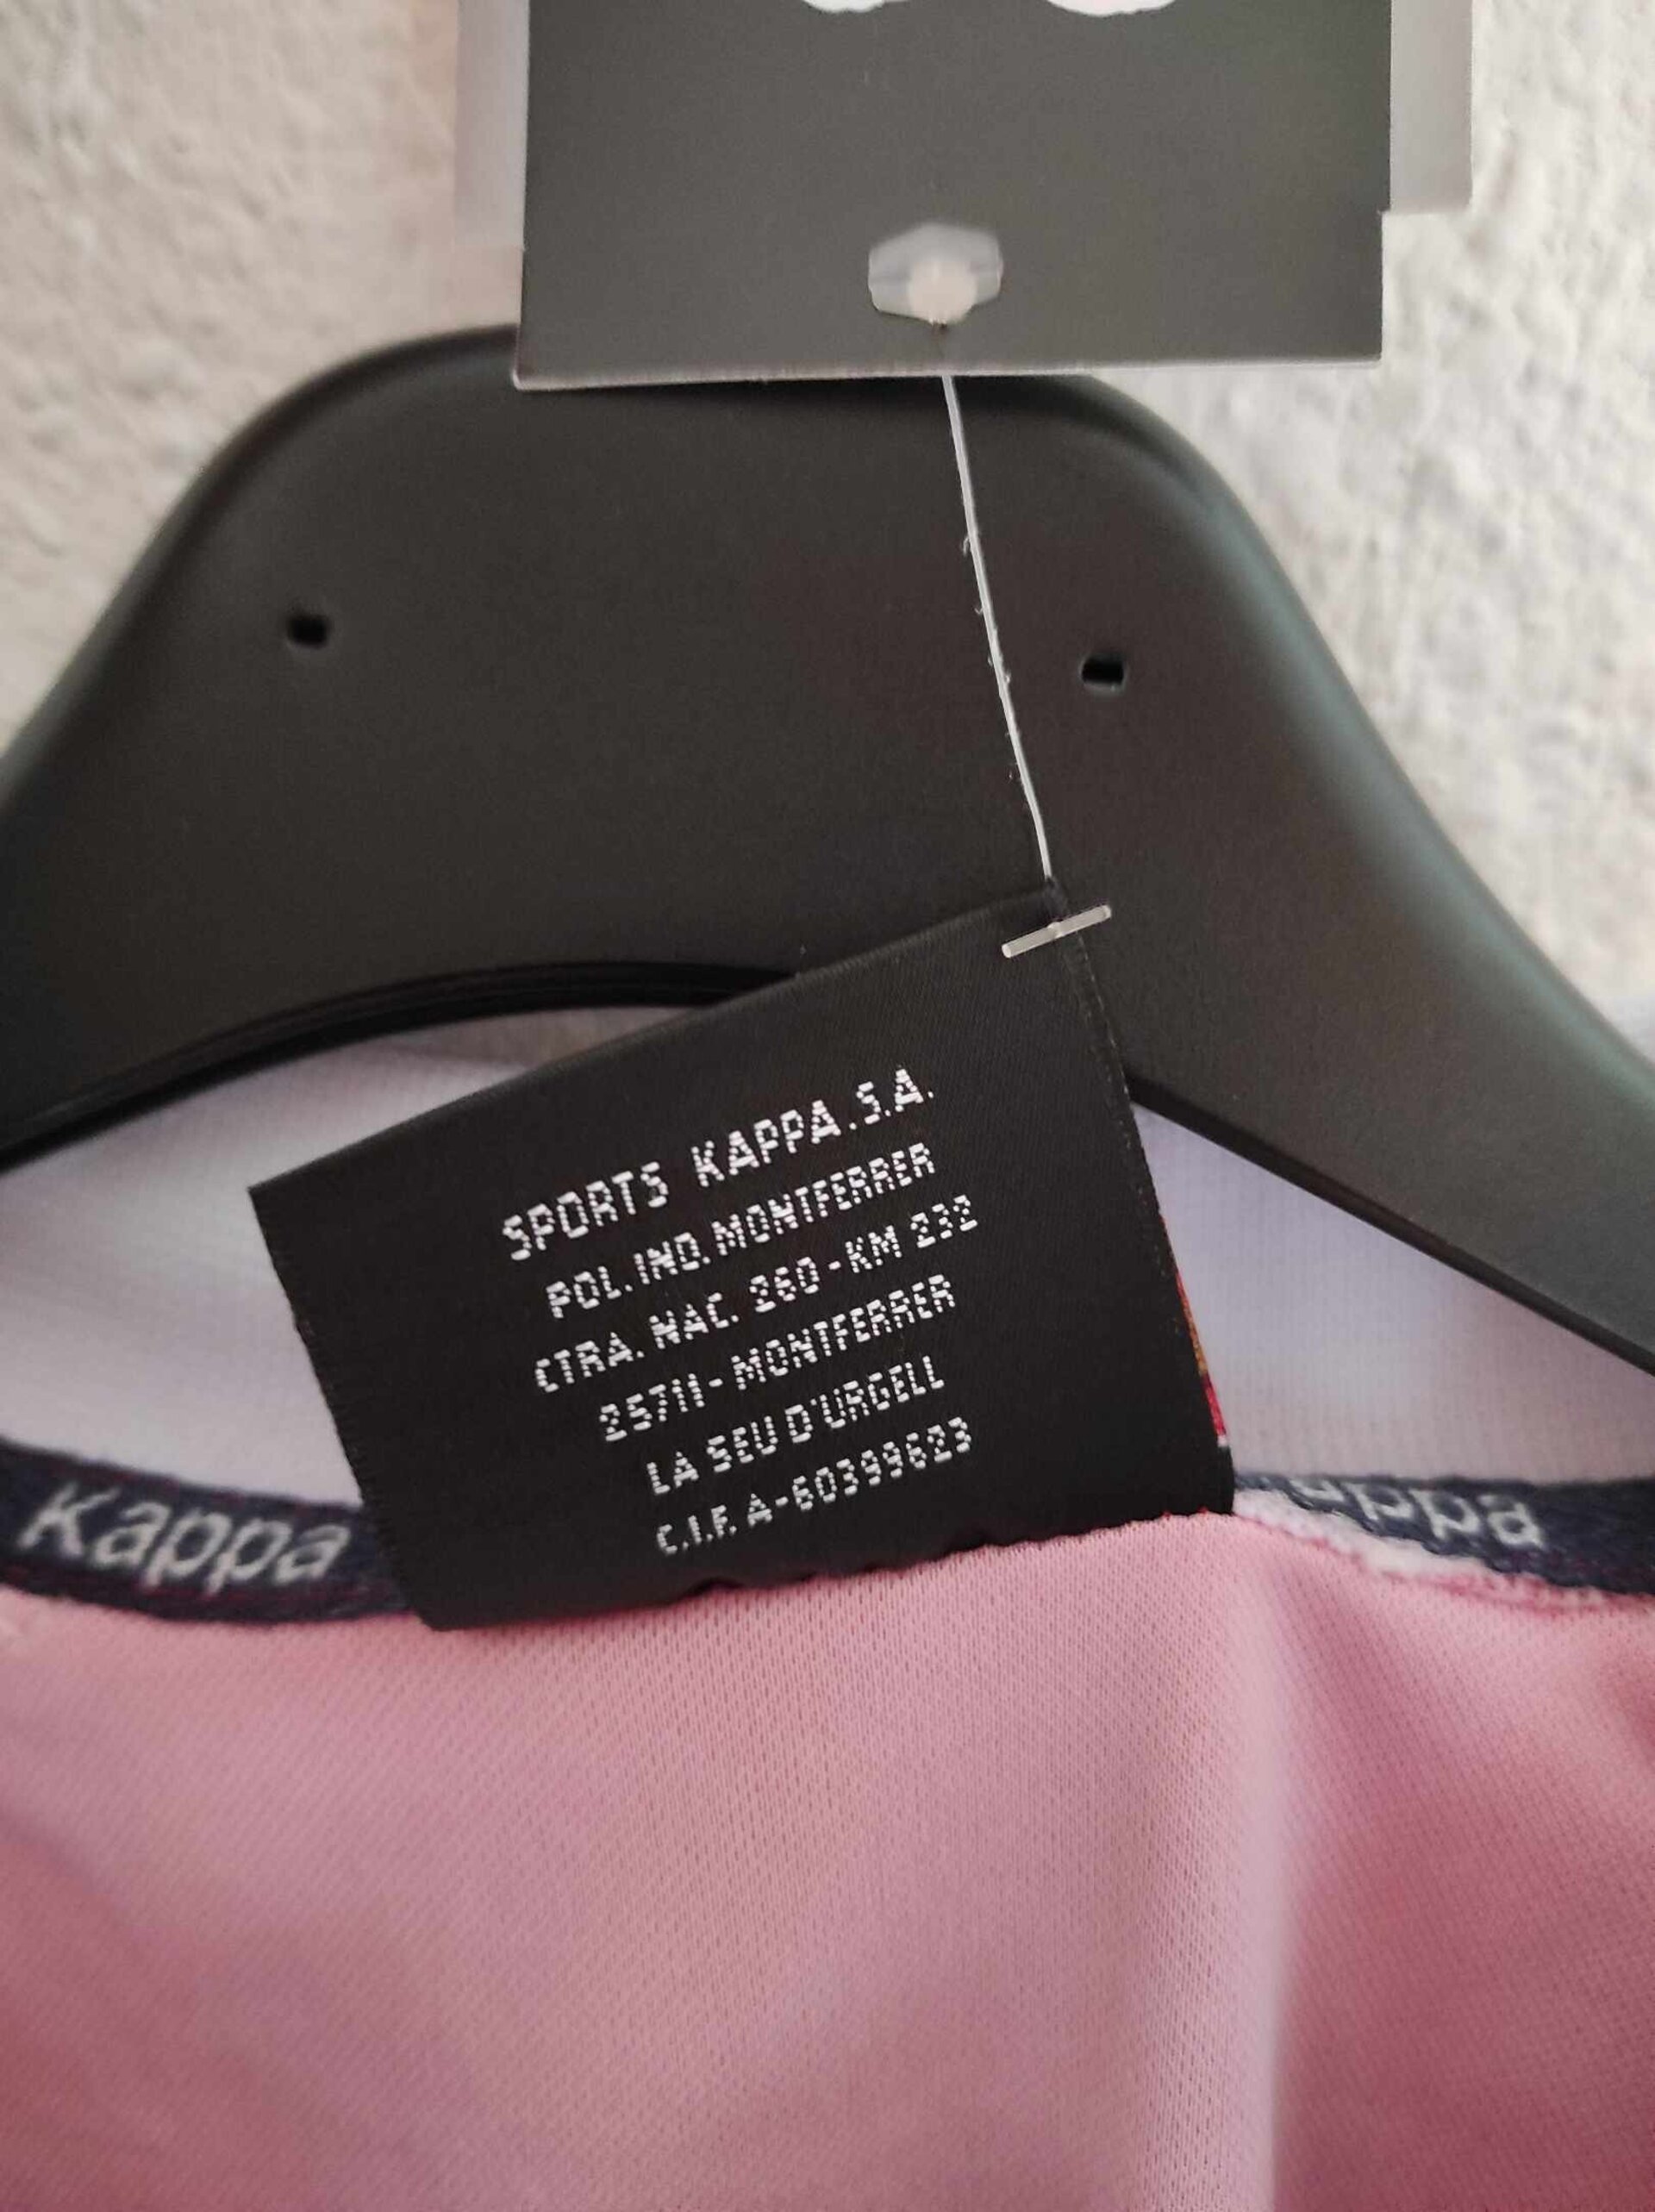 SPORTS KAPPA.S.A.
POL. IND. MONTFERRER
CTRA. NAC. 260 - KM 232
25711 - MONTFERRER
LA SEU D'URGELL
C.I.F. A-60399623
Kappa
appa